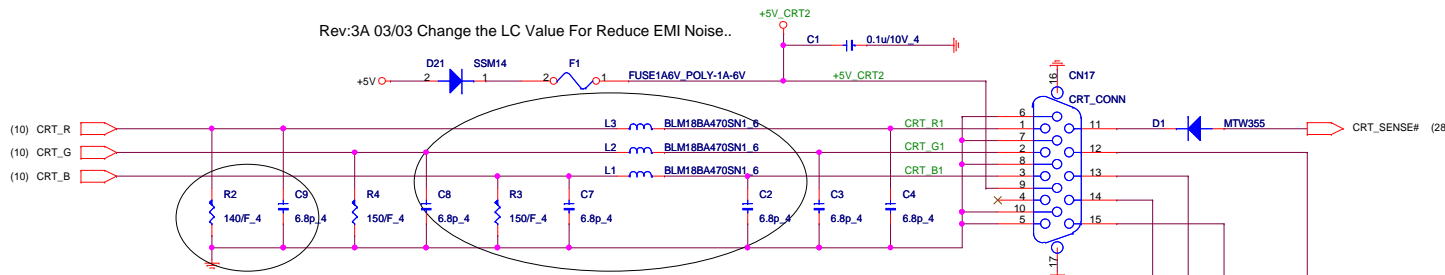 +5V_CRT2
Rev:3A 03/03 Change the LC Value For Reduce EMI Noise..
C1 0.1u/10V_4
D21 SSM14 F1
+5V 2 1 2 1 FUSE1A6V_POLY-1A-6V +5V_CRT2
16 CN17
CRT_CONN
6
(10) CRT_R L3 BLM18BA470SN1_6 CRT_R1 1 11 D1 MTW355 CRT_SENSE# (28
7
(10) CRT_G L2 BLM18BA470SN1_6 CRT_G1 2 12
8
(10) CRT_B L1 BLM18BA470SN1_6 CRT_B1 3 13
9
R2 C9 R4 C8 R3 C7 C2 C3 C4 4 14
10
140/F_4 6.8p_4 150/F_4 6.8p_4 150/F_4 6.8p_4 6.8p_4 6.8p_4 6.8p_4 5 15
17